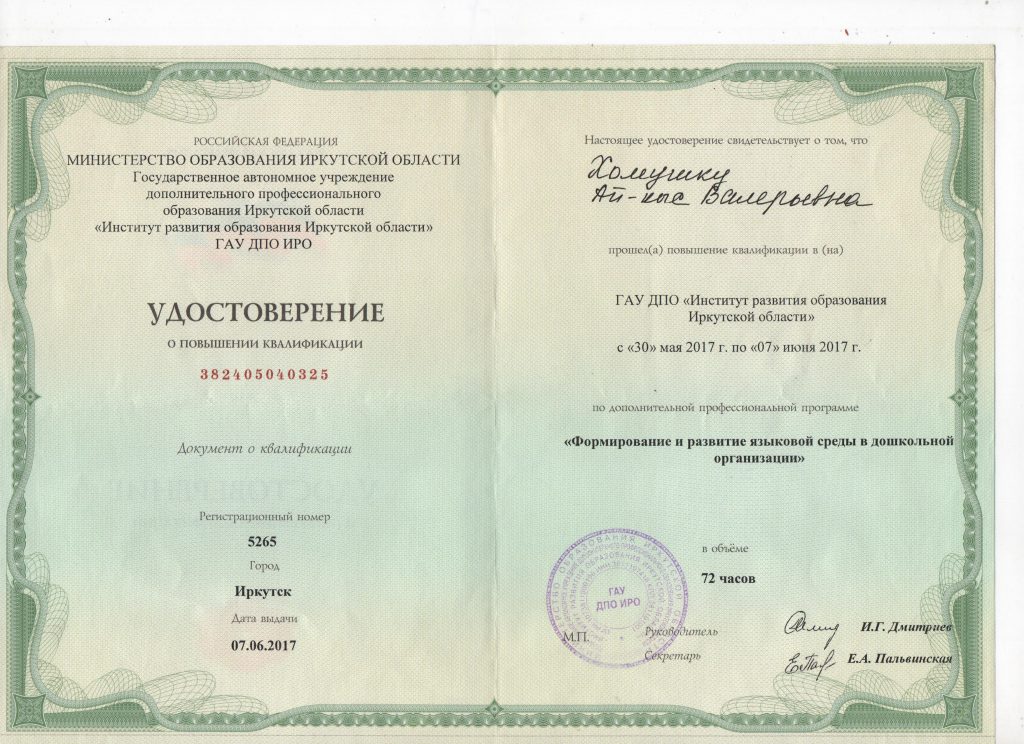 РОССИЙСКАЯ ФЕДЕРАЦИЯ
МИНИСТЕРСТВО ОБРАЗОВАНИЯ ИРКУТСКОЙ ОБЛАСТИ
Государственное автономное учреждение
дополнительного профессионального
образования Иркутской области
«Институт развития образования Иркутской области»
ГАУ ДПО ИРО
УДОСТОВЕРЕНИЕ
О ПОВЫШЕНИИ КВАЛИФИКАЦИИ
382405040325
Документ о квалификации
Регистрационный номер
5265
Город
Иркутск
Дата выдачи
07.06.2017
Настоящее удостоверение свидетельствует о том, что
Хомушку
Ай-кыс Валерьевна
прошел(а) повышение квалификации в (на)
ГАУ ДПО «Институт развития образования
Иркутской области»
с «30» мая 2017 г. по «07» июня 2017 г.
по дополнительной профессиональной программе
«Формирование и развитие языковой среды в дошкольной
организации»
в объёме
72 часов
ГАУ
ДПО ИРО
М.П.
Руководитель
И.Г. Дмитриев
Секретарь
Е.А. Пальвинская